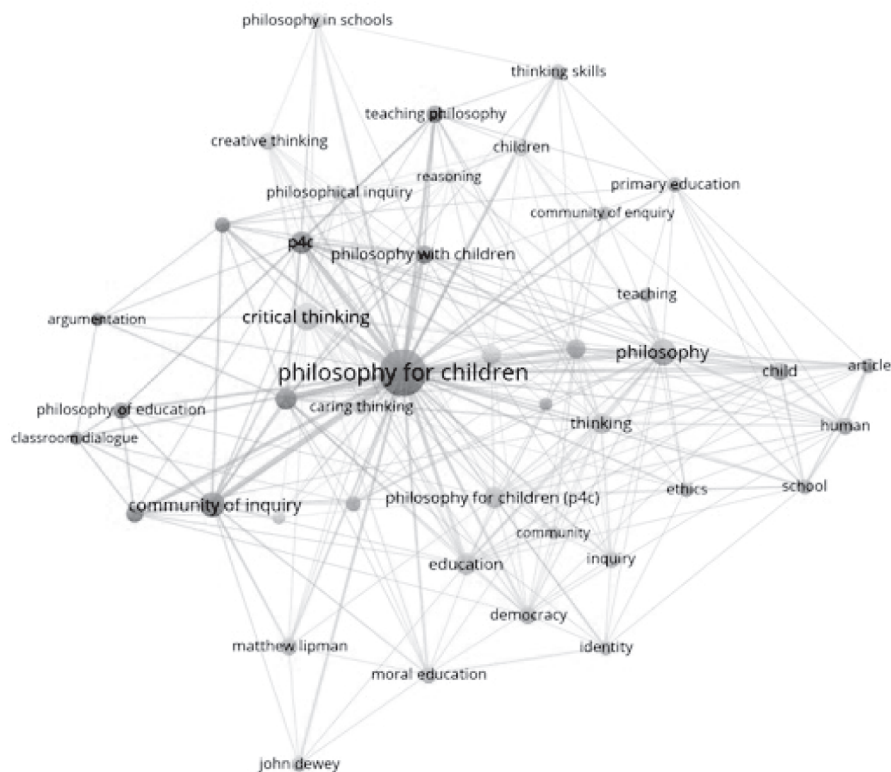 philosophy in schools
thinking skills
teaching philosophy
creative thinking
children
reasoning
primary education
philosophical inquiry
community of enquiry
p4c
philosophy with children
teaching
argumentation
critical thinking
philosophy
article
philosophy for children
child
caring thinking
philosophy of education
thinking
human
classroom dialogue
ethics
school
philosophy for children (p4c)
community of inquiry
community
inquiry
education
democracy
matthew lipman
identity
moral education
john dewey